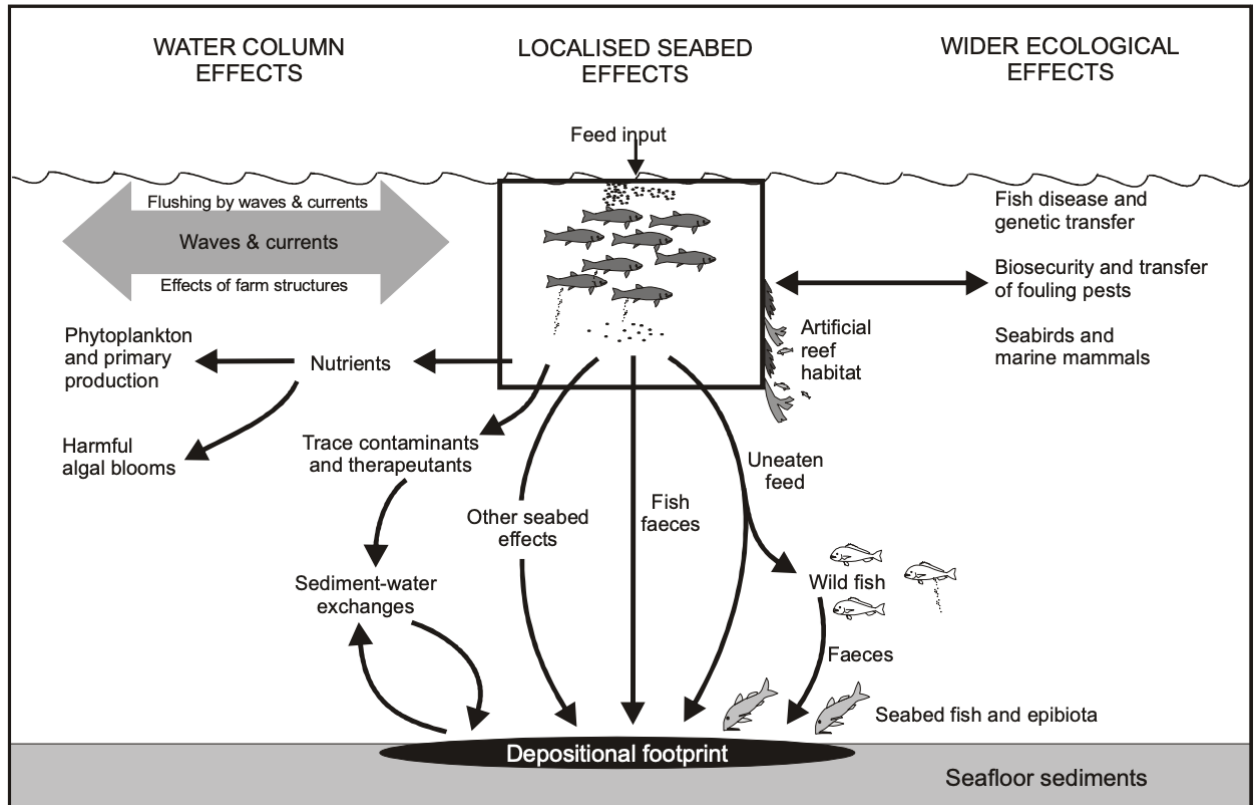 WATER COLUMN
EFFECTS
LOCALISED SEABED
EFFECTS
WIDER ECOLOGICAL
EFFECTS
Feed input
Flushing by waves & currents
Waves & currents
Effects of farm structures
Fish disease and
genetic transfer
Biosecurity and transfer
of fouling pests
Seabirds and
marine mammals
Artificial
reef
habitat
Phytoplankton
and primary
production
Nutrients
Harmful
algal blooms
Trace contaminants
and therapeutants
Other seabed
effects
Fish
faeces
Uneaten
feed
Sediment-water
exchanges
Wild fish
Faeces
Seabed fish and epibiota
Depositional footprint
Seafloor sediments